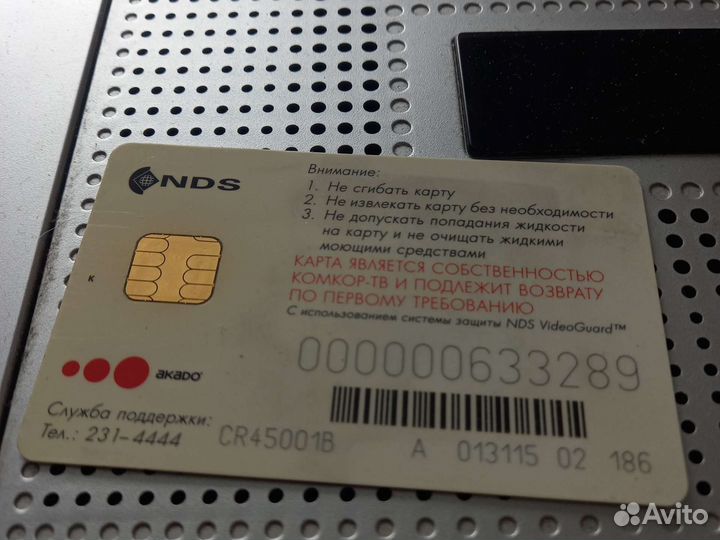 NDS
Внимание:
1. Не сгибать карту
2. Не извлекать карту без необходимости
3. Не допускать попадания жидкости
на карту и не очищать жидкими
моющими средствами
КАРТА ЯВЛЯЕТСЯ СОБСТВЕННОСТЬЮ
КОМКОР-ТВ И ПОДЛЕЖИТ ВОЗВРАТУ
ПО ПЕРВОМУ ТРЕБОВАНИЮ
С использованием системы защиты NDS VideoGuard™
к
000000633289
акадо
Служба поддержки:
Тел.: 231-4444
CR45001B
A 013115 02 186
Avito